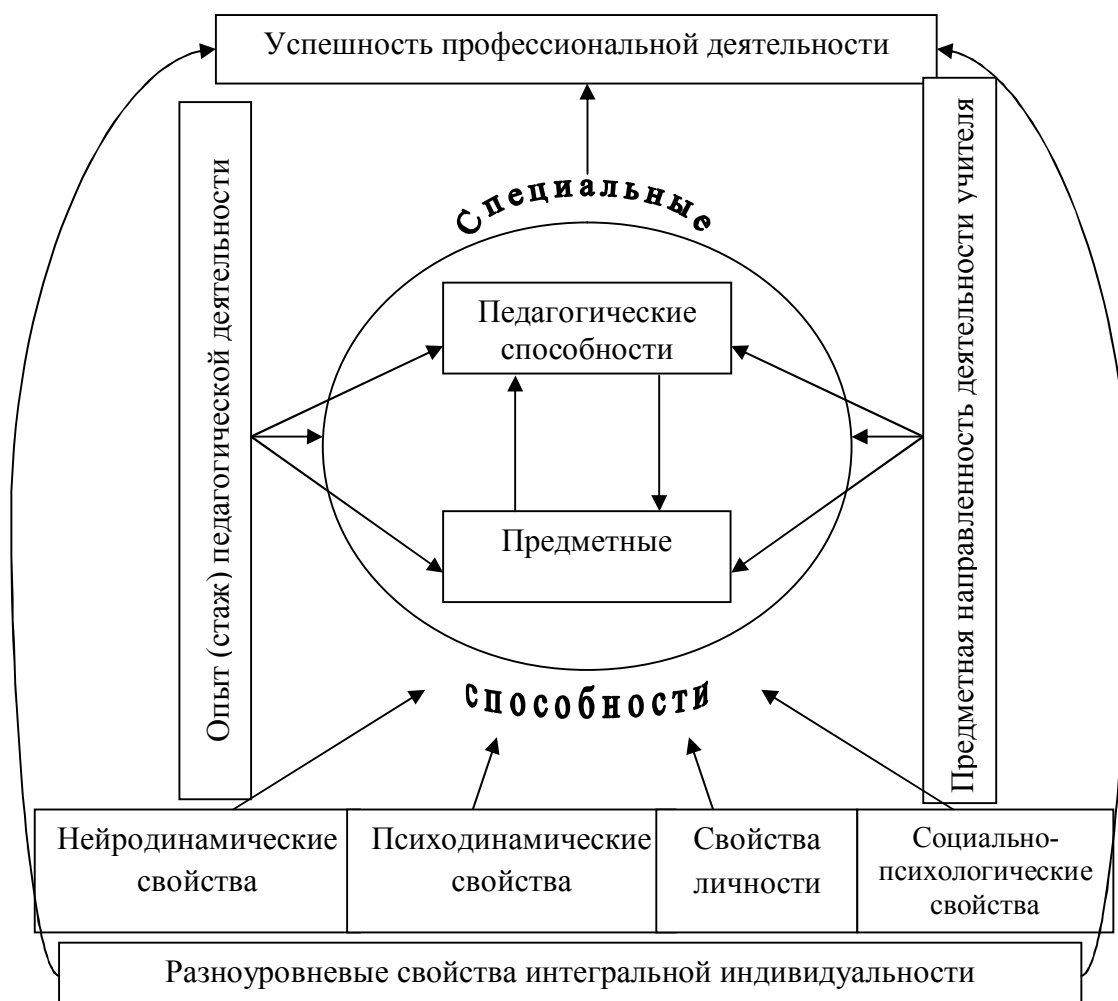 Успешность профессиональной деятельности
Опыт (стаж) педагогической деятельности
Предметная направленность деятельности учителя
Специальные
Педагогические
способности
Предметные
способности
Нейродинамические
свойства
Психодинамические
свойства
Свойства
личности
Социально-
психологические
свойства
Разноуровневые свойства интегральной индивидуальности